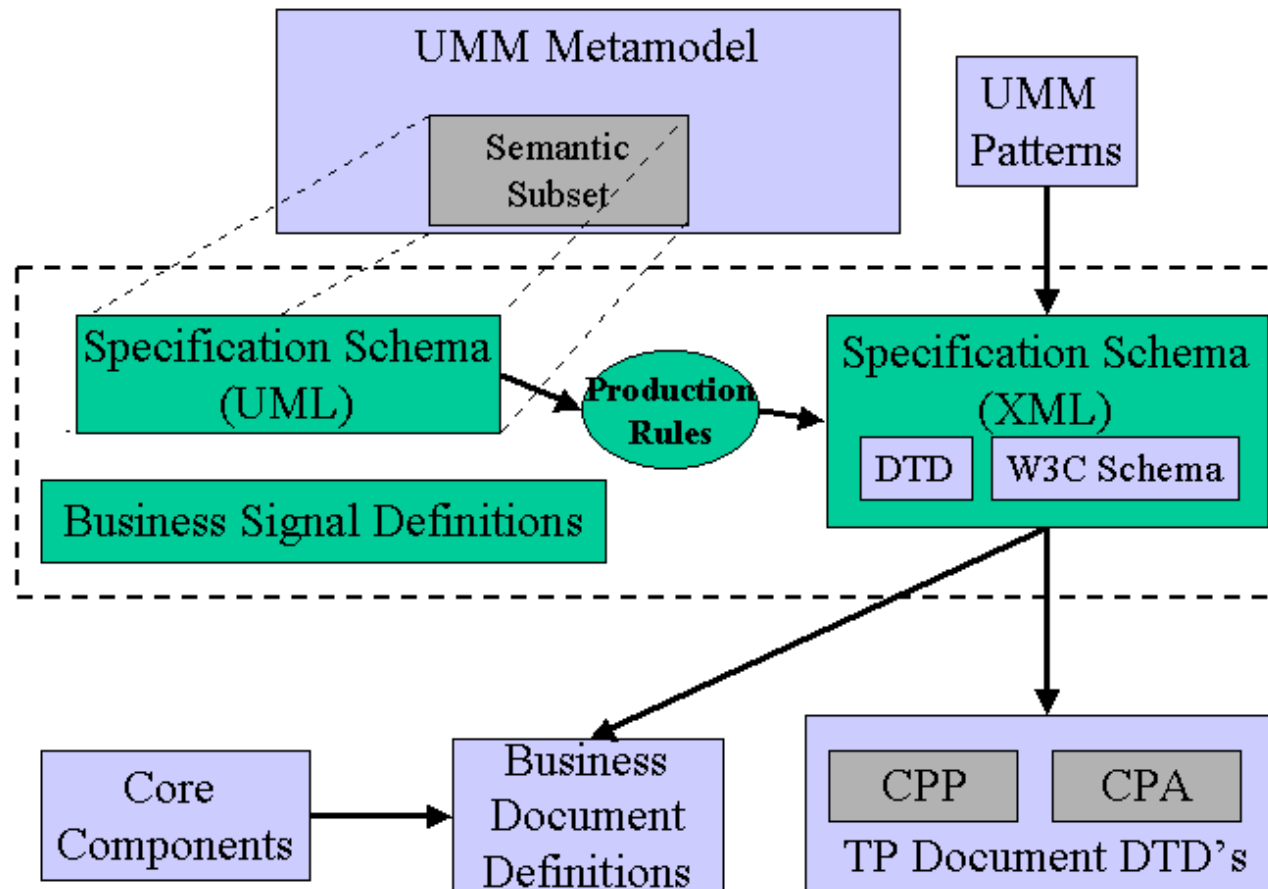 UMM Metamodel
Semantic
Subset
UMM
Patterns
Specification Schema
(UML)
Production
Rules
Specification Schema
(XML)
DTD
W3C Schema
Business Signal Definitions
Core
Components
Business
Document
Definitions
CPP
CPA
TP Document DTD’s